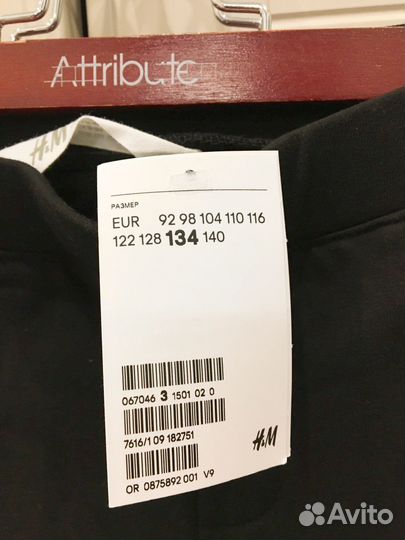 Attribute
H&M
РАЗМЕР
EUR 92 98 104 110 116
122 128 134 140
067046 3 1501 02 0
7616/1 09 182751
H&M
OR 0875892 001 V9
Avito